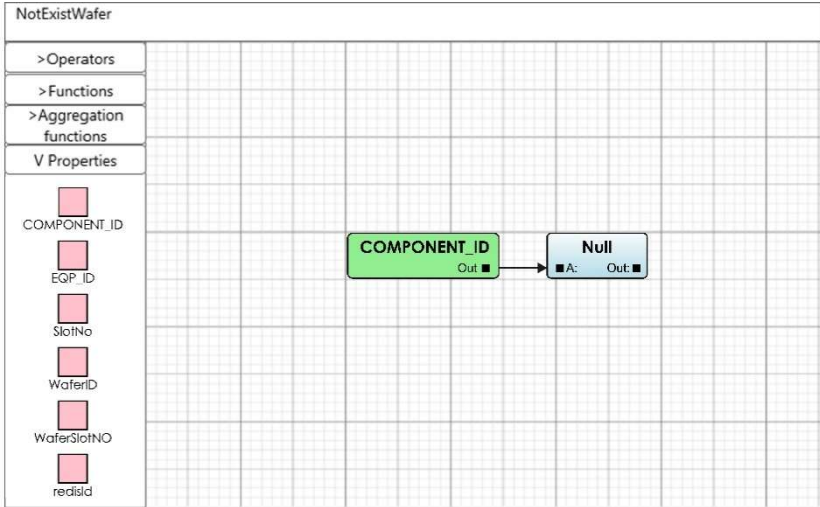 NotExistWafer
>Operators
>Functions
>Aggregation
functions
V Properties
COMPONENT_ID
EQP_ID
SlotNo
WaferID
WaferSlotNO
redisId
COMPONENT_ID
Out
Null
A: Out: